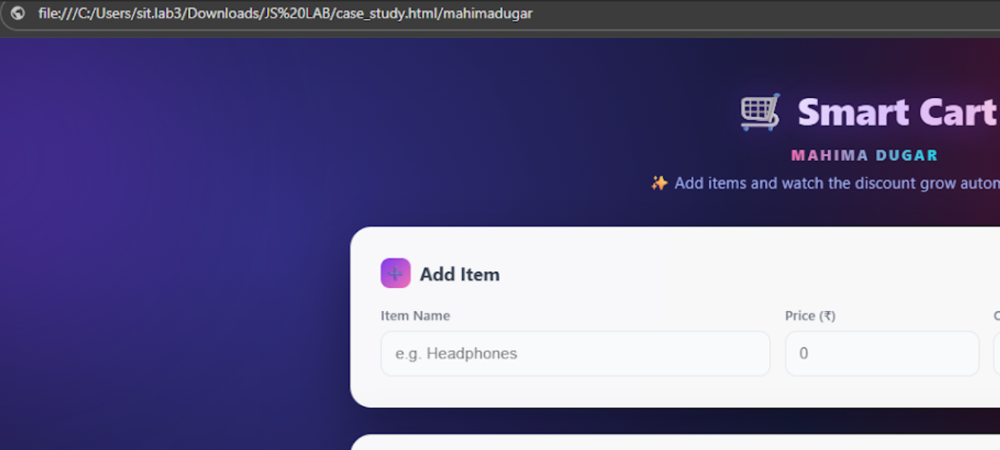 file:///C:/Users/sit.lab3/Downloads/JS%20LAB/case_study.html/mahimadugar
Smart Cart
MAHIMA DUGAR
✨ Add items and watch the discount grow
Add Item
Item Name
Price (₹)
e.g. Headphones
0